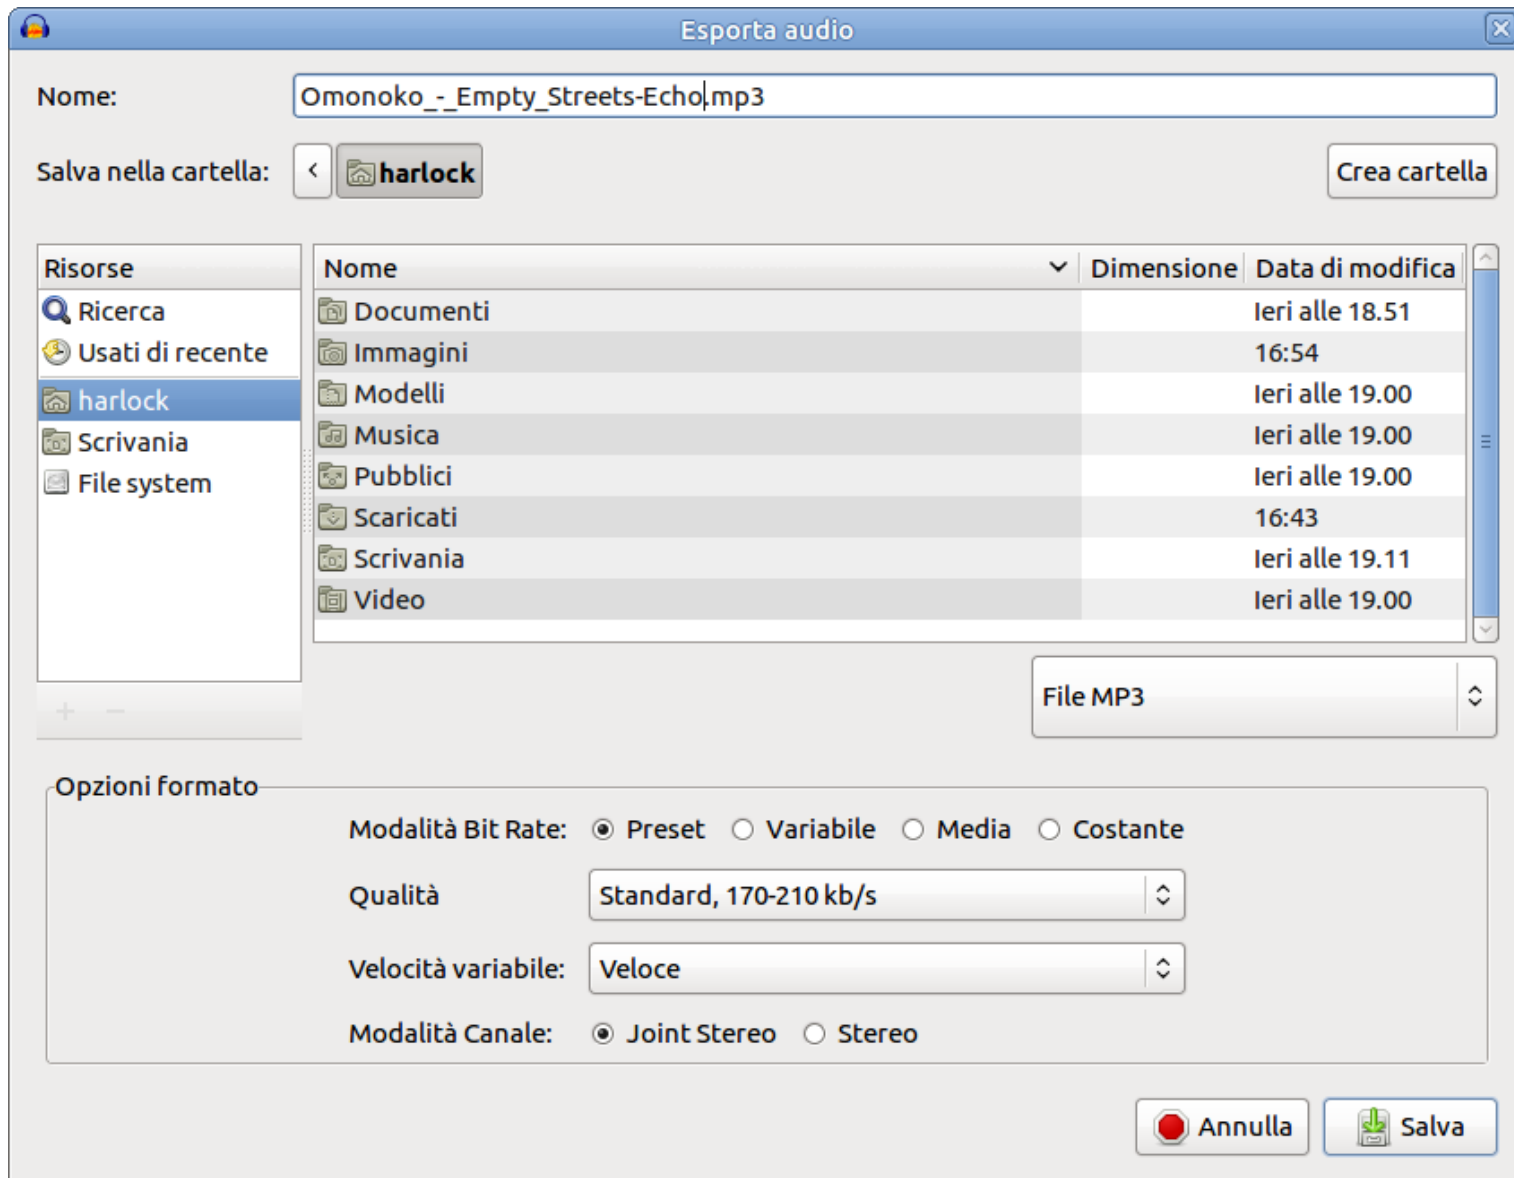 Esporta audio
Nome: Omonoko_-_Empty_Streets-Echo.mp3
Salva nella cartella: < harlock Crea cartella
Risorse Nome Dimensione Data di modifica
Ricerca Documenti Ieri alle 18.51
Usati di recente Immagini 16:54
harlock Modelli Ieri alle 19.00
Scrivania Musica Ieri alle 19.00
File system Pubblici Ieri alle 19.00
Scaricati 16:43
Scrivania Ieri alle 19.11
Video Ieri alle 19.00
File MP3
Opzioni formato
Modalità Bit Rate: Preset Variabile Media Costante
Qualità Standard, 170-210 kb/s
Velocità variabile: Veloce
Modalità Canale: Joint Stereo Stereo
Annulla Salva